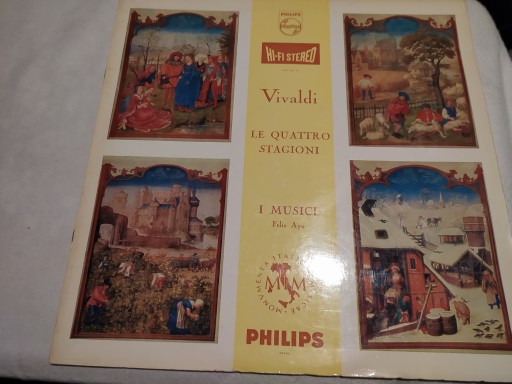 PHILIPS
HI-FI STEREO
Vivaldi
LE QUATTRO
STAGIONI
I MUSICI
Felix Ayo
PHILIPS